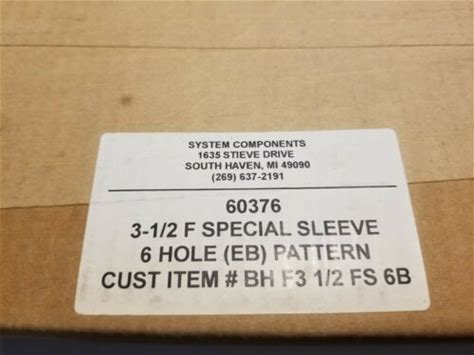 SYSTEM COMPONENTS
1635 STIEVE DRIVE
SOUTH HAVEN, MI 49090
(269) 637-2191
60376
3-1/2 F SPECIAL SLEEVE
6 HOLE (EB) PATTERN
CUST ITEM # BH F3 1/2 FS 6B